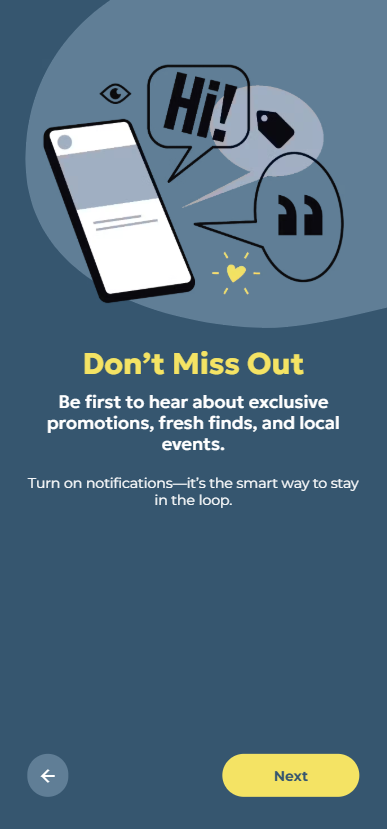 Hi!
Don’t Miss Out
Be first to hear about exclusive
promotions, fresh finds, and local
events.
Turn on notifications—it’s the smart way to stay
in the loop.
Next